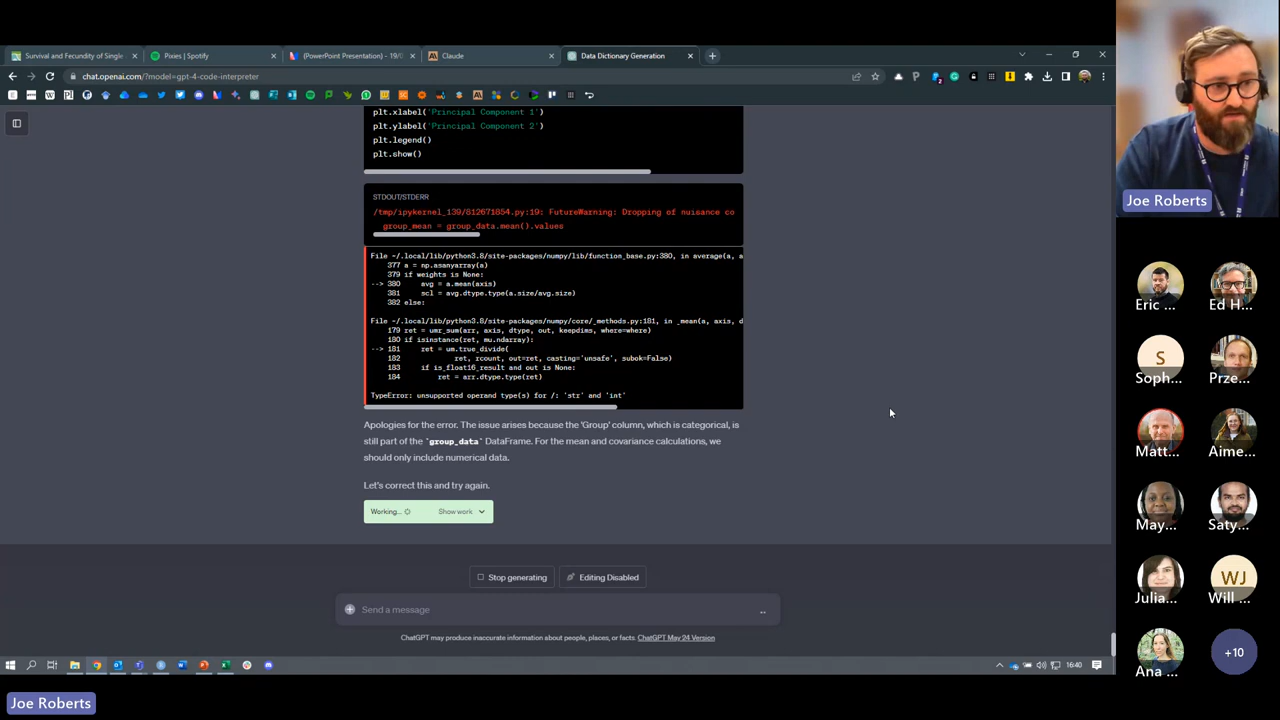 Survival and Fecundity of Single
Pixies | Spotify
(PowerPoint Presentation) – 19/0
Claude
Data Dictionary Generation
chat.openai.com/?model=gpt-4-code-interpreter
plt.xlabel('Principal Component 1')
plt.ylabel('Principal Component 2')
plt.legend()
plt.show()
STDOUT/STDERR
/tmp/ipykernel_139/812671854.py:19: FutureWarning: Dropping of nuisance co
group_mean = group_data.mean().values
File ~/.local/lib/python3.8/site-packages/numpy/lib/function_base.py:380, in average(a, a
377 a = np.asanyarray(a)
379 if weights is None:
--> 380 avg = a.mean(axis)
381 scl = avg.dtype.type(a.size/avg.size)
382 else:
File ~/.local/lib/python3.8/site-packages/numpy/core/_methods.py:181, in _mean(a, axis, d
179 ret = umr_sum(arr, axis, dtype, out, keepdims, where=where)
180 if isinstance(ret, mu.ndarray):
--> 181 ret = um.true_divide(
182 ret, rcount, out=ret, casting='unsafe', subok=False)
183 if is_float16_result and out is None:
184 ret = arr.dtype.type(ret)
TypeError: unsupported operand type(s) for /: 'str' and 'int'
Apologies for the error. The issue arises because the 'Group' column, which is categorical, is
still part of the `group_data` DataFrame. For the mean and covariance calculations, we
should only include numerical data.
Let's correct this and try again.
Working...
Show work
Stop generating
Editing Disabled
Send a message
ChatGPT may produce inaccurate information about people, places, or facts. ChatGPT May 24 Version
16:40
Joe Roberts
Joe Roberts
Eric ...
Ed H...
S
Soph...
Prze...
Matt...
Aime...
May...
Saty...
WJ
Julia...
Will ...
+10
Ana ...